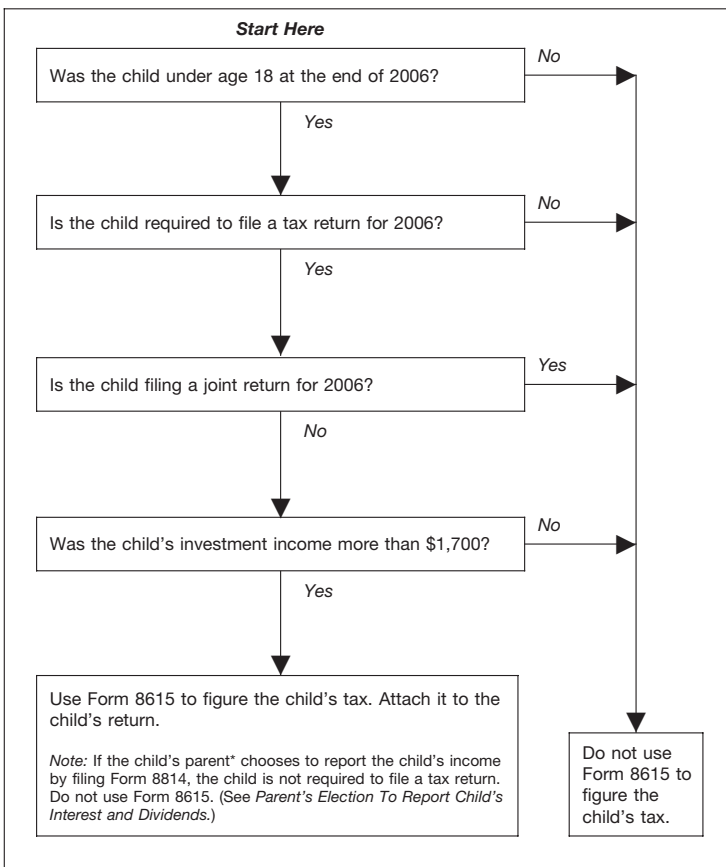 Start Here
Was the child under age 18 at the end of 2006?
No
Yes
Is the child required to file a tax return for 2006?
No
Yes
Is the child filing a joint return for 2006?
Yes
No
Was the child's investment income more than $1,700?
No
Yes
Use Form 8615 to figure the child's tax. Attach it to the
child's return.
Note: If the child's parent* chooses to report the child's income
by filing Form 8814, the child is not required to file a tax return.
Do not use Form 8615. (See Parent's Election To Report Child's
Interest and Dividends.)
Do not use
Form 8615 to
figure the
child's tax.